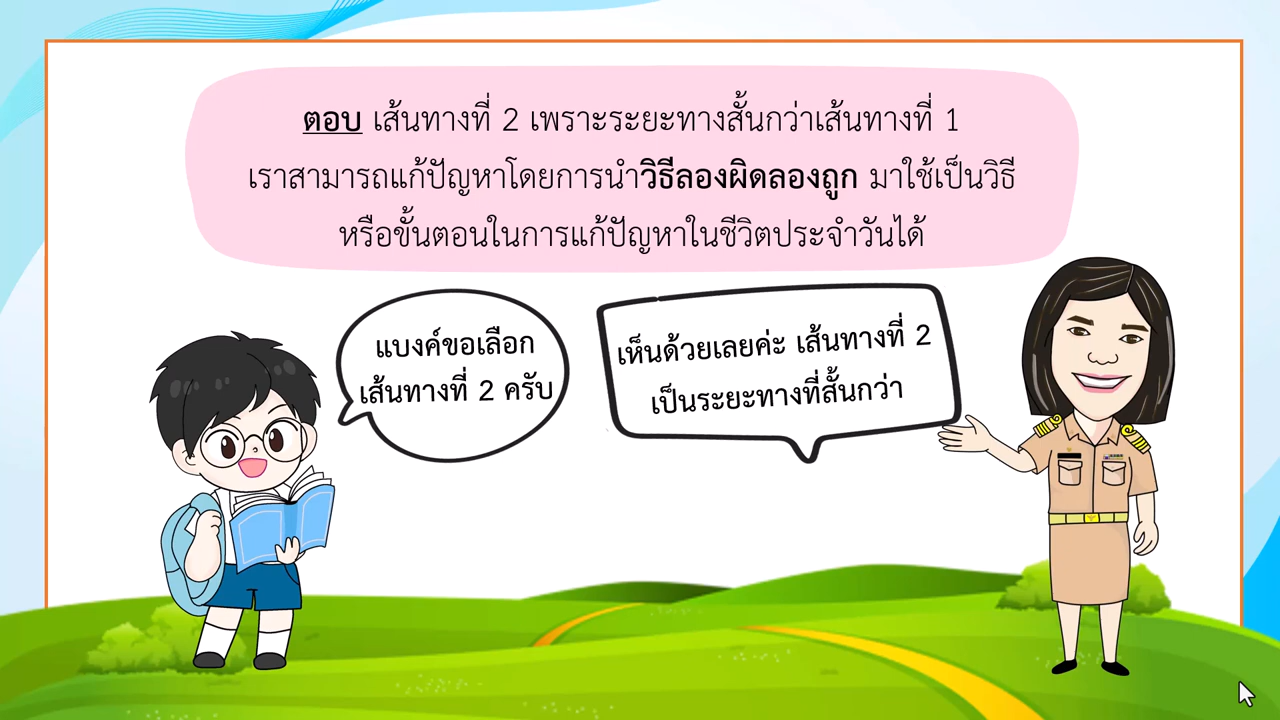 ตอบ เส้นทางที่ 2 เพราะระยะทางสั้นกว่าเส้นทางที่ 1
เราสามารถแก้ปัญหาโดยการนำวิธีลองผิดลองถูก มาใช้เป็นวิธี
หรือขั้นตอนในการแก้ปัญหาในชีวิตประจำวันได้
แบงค์ขอเลือก
เส้นทางที่ 2 ครับ
เห็นด้วยเลยค่ะ เส้นทางที่ 2
เป็นระยะทางที่สั้นกว่า